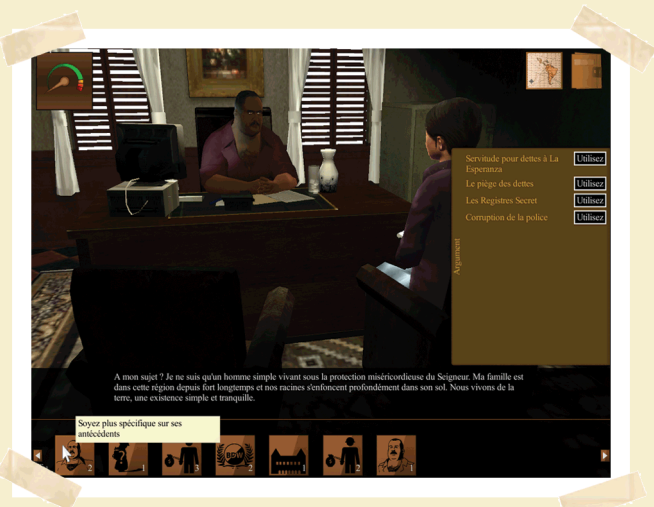 Servitude pour dettes à La
Esperanza
Utilisez
Le piège des dettes
Utilisez
Les Registres Secret
Utilisez
Corruption de la police
Utilisez
Argument
A mon sujet ? Je ne suis qu'un homme simple vivant sous la protection miséricordieuse du Seigneur. Ma famille est
dans cette région depuis fort longtemps et nos racines s'enfoncent profondément dans son sol. Nous vivons de la
terre, une existence simple et tranquille.
Soyez plus spécifique sur ses
antécédents
2
1
3
BGW
2
1
2
1